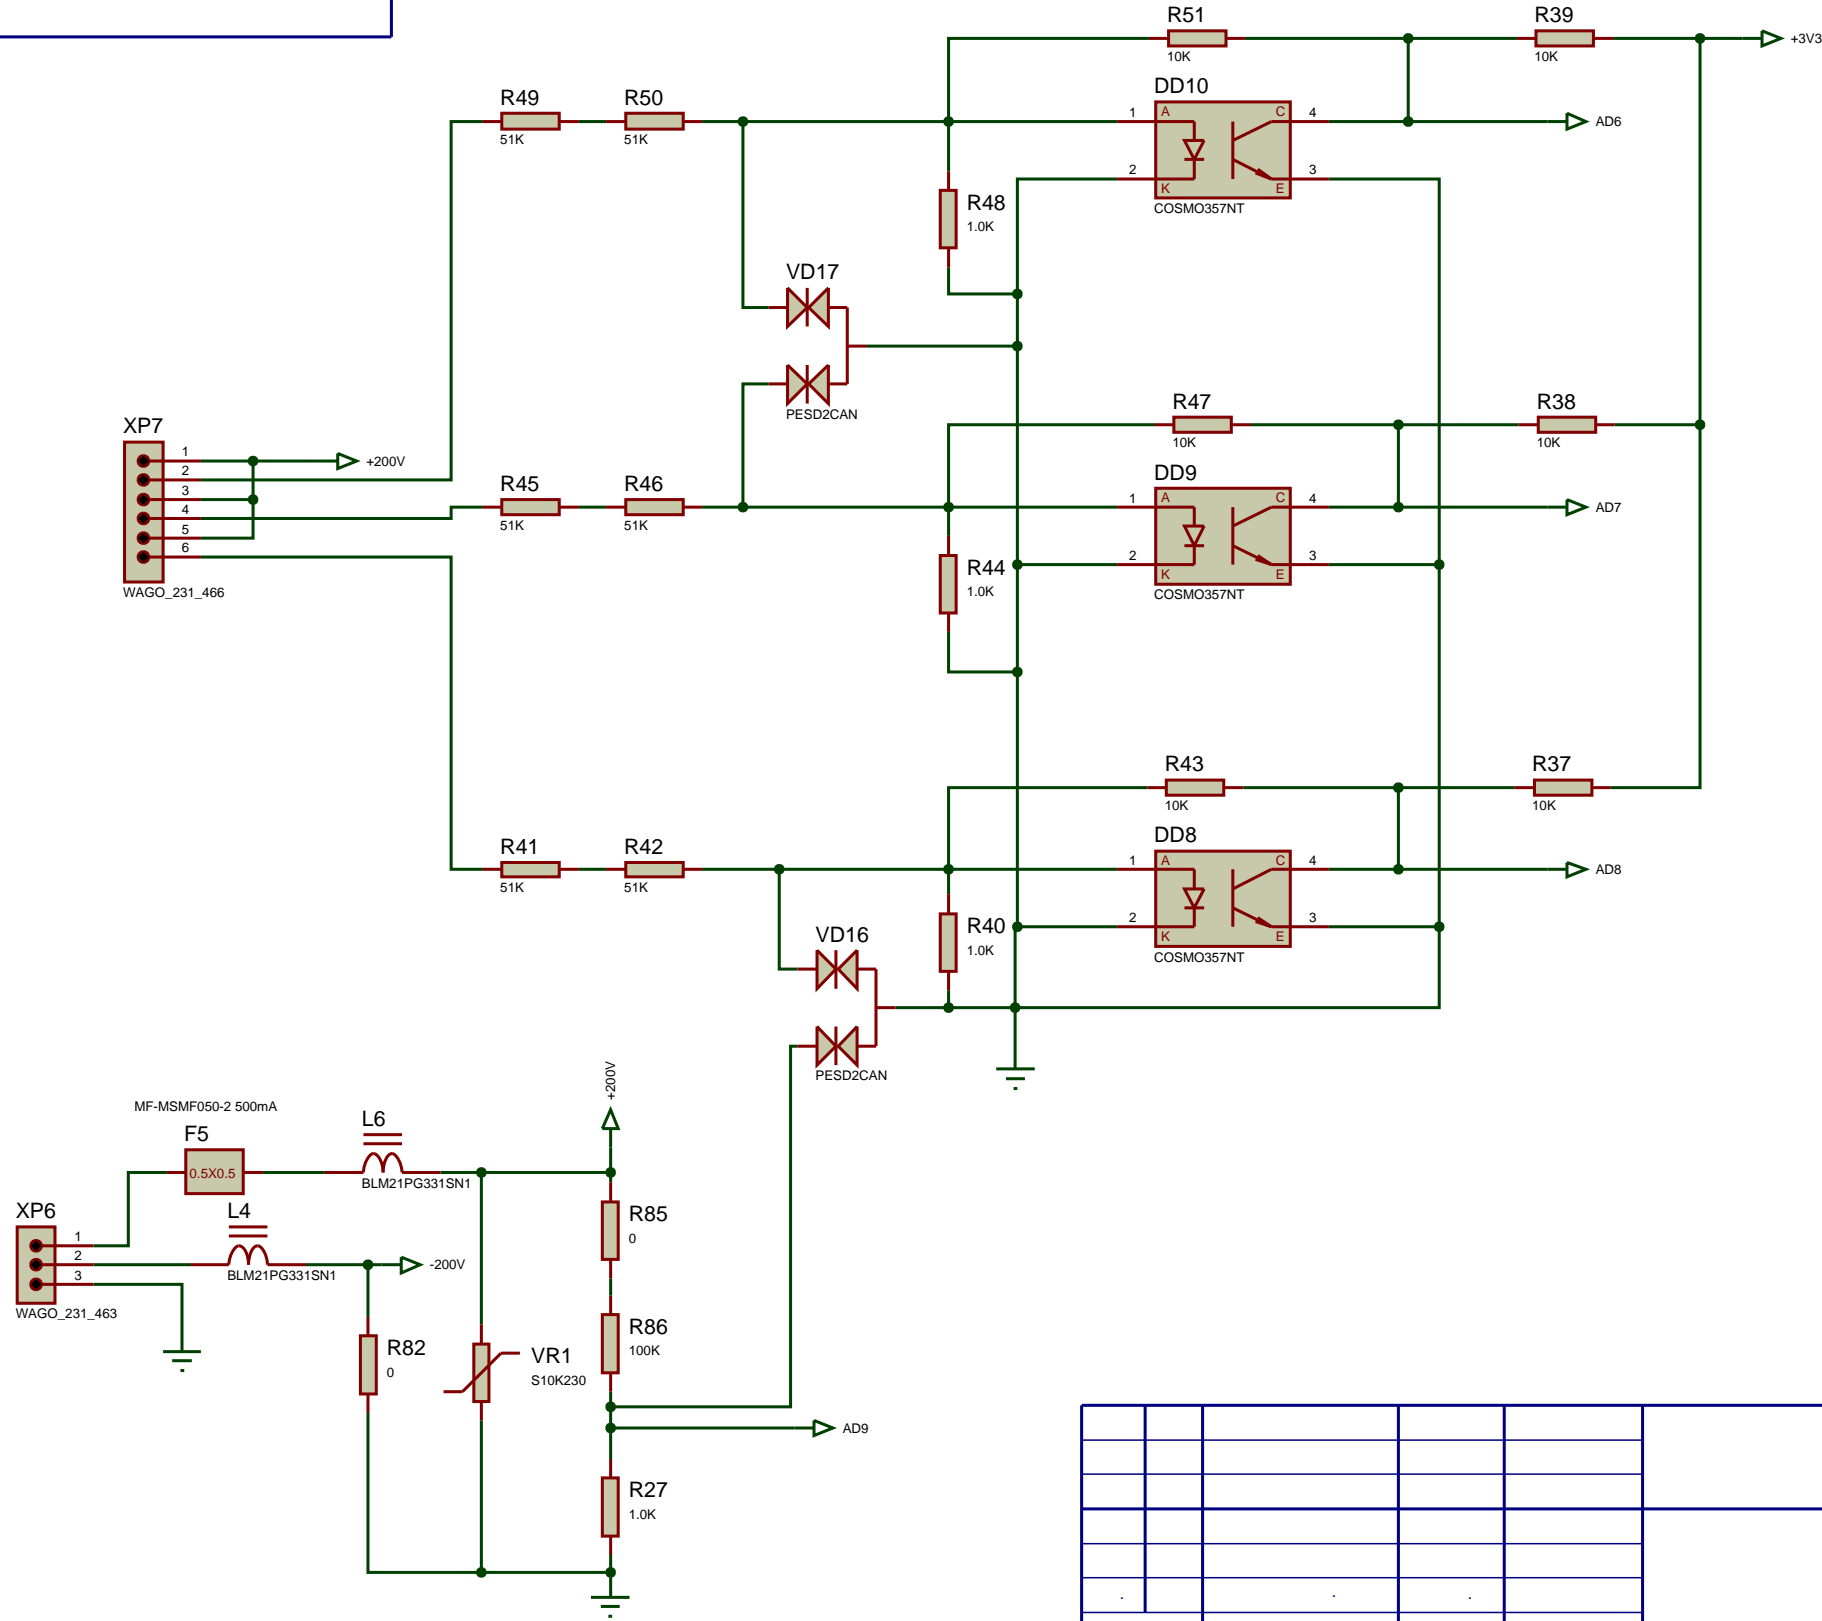 R51
10K
R39
10K
+3V3
DD10
1
A
C
4
2
K
E
3
COSMO357NT
AD6
R49
51K
R50
51K
R48
1.0K
VD17
PESD2CAN
XP7
1
2
3
4
5
6
WAGO_231_466
+200V
R45
51K
R46
51K
R47
10K
R38
10K
DD9
1
A
C
4
2
K
E
3
COSMO357NT
AD7
R44
1.0K
R43
10K
R37
10K
DD8
1
A
C
4
2
K
E
3
COSMO357NT
AD8
R41
51K
R42
51K
R40
1.0K
VD16
PESD2CAN
+200V
MF-MSMF050-2 500mA
F5
0.5X0.5
L6
BLM21PG331SN1
XP6
1
2
3
WAGO_231_463
L4
BLM21PG331SN1
-200V
R85
0
R86
100K
R82
0
VR1
S10K230
AD9
R27
1.0K